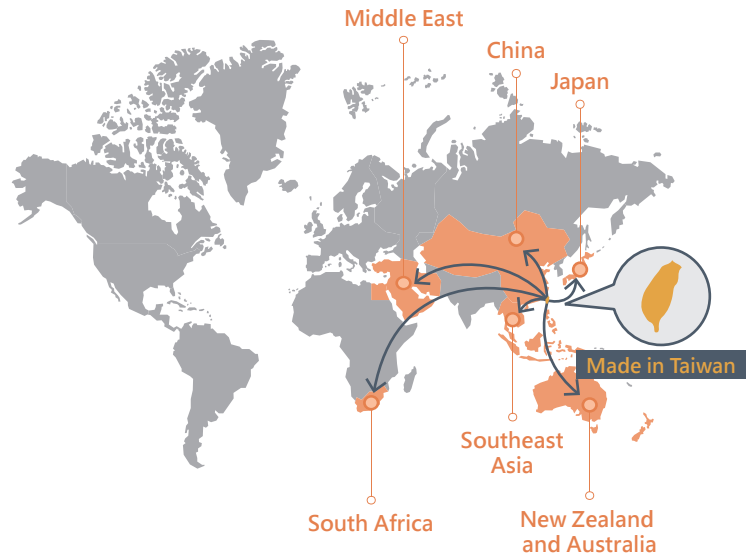 Middle East
China
Japan
Made in Taiwan
Southeast
Asia
South Africa
New Zealand
and Australia